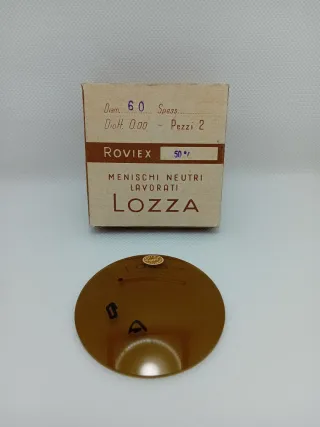 Diam. 60 Spess.
Diott. 0.00 - Pezzi 2
ROVIEX 50%
MENISCHI NEUTRI
LAVORATI
LOZZA